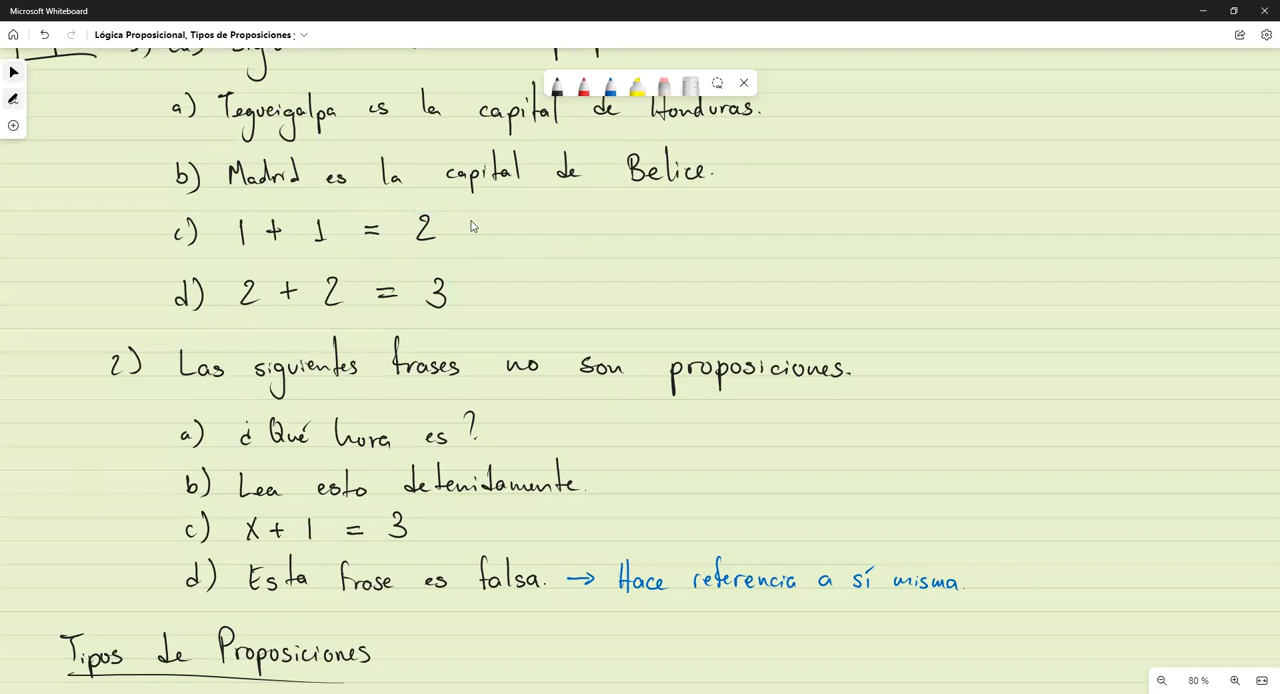 Microsoft Whiteboard
Lógica Proposicional, Tipos de Proposiciones
a) Tegucigalpa es la capital de Honduras.
b) Madrid es la capital de Belice.
c) 1 + 1 = 2
d) 2 + 2 = 3
2) Las siguientes frases no son proposiciones.
a) ¿Qué hora es?
b) Lea esto detenidamente.
c) x + 1 = 3
d) Esta frase es falsa. → Hace referencia a sí misma.
Tipos de Proposiciones
80 %